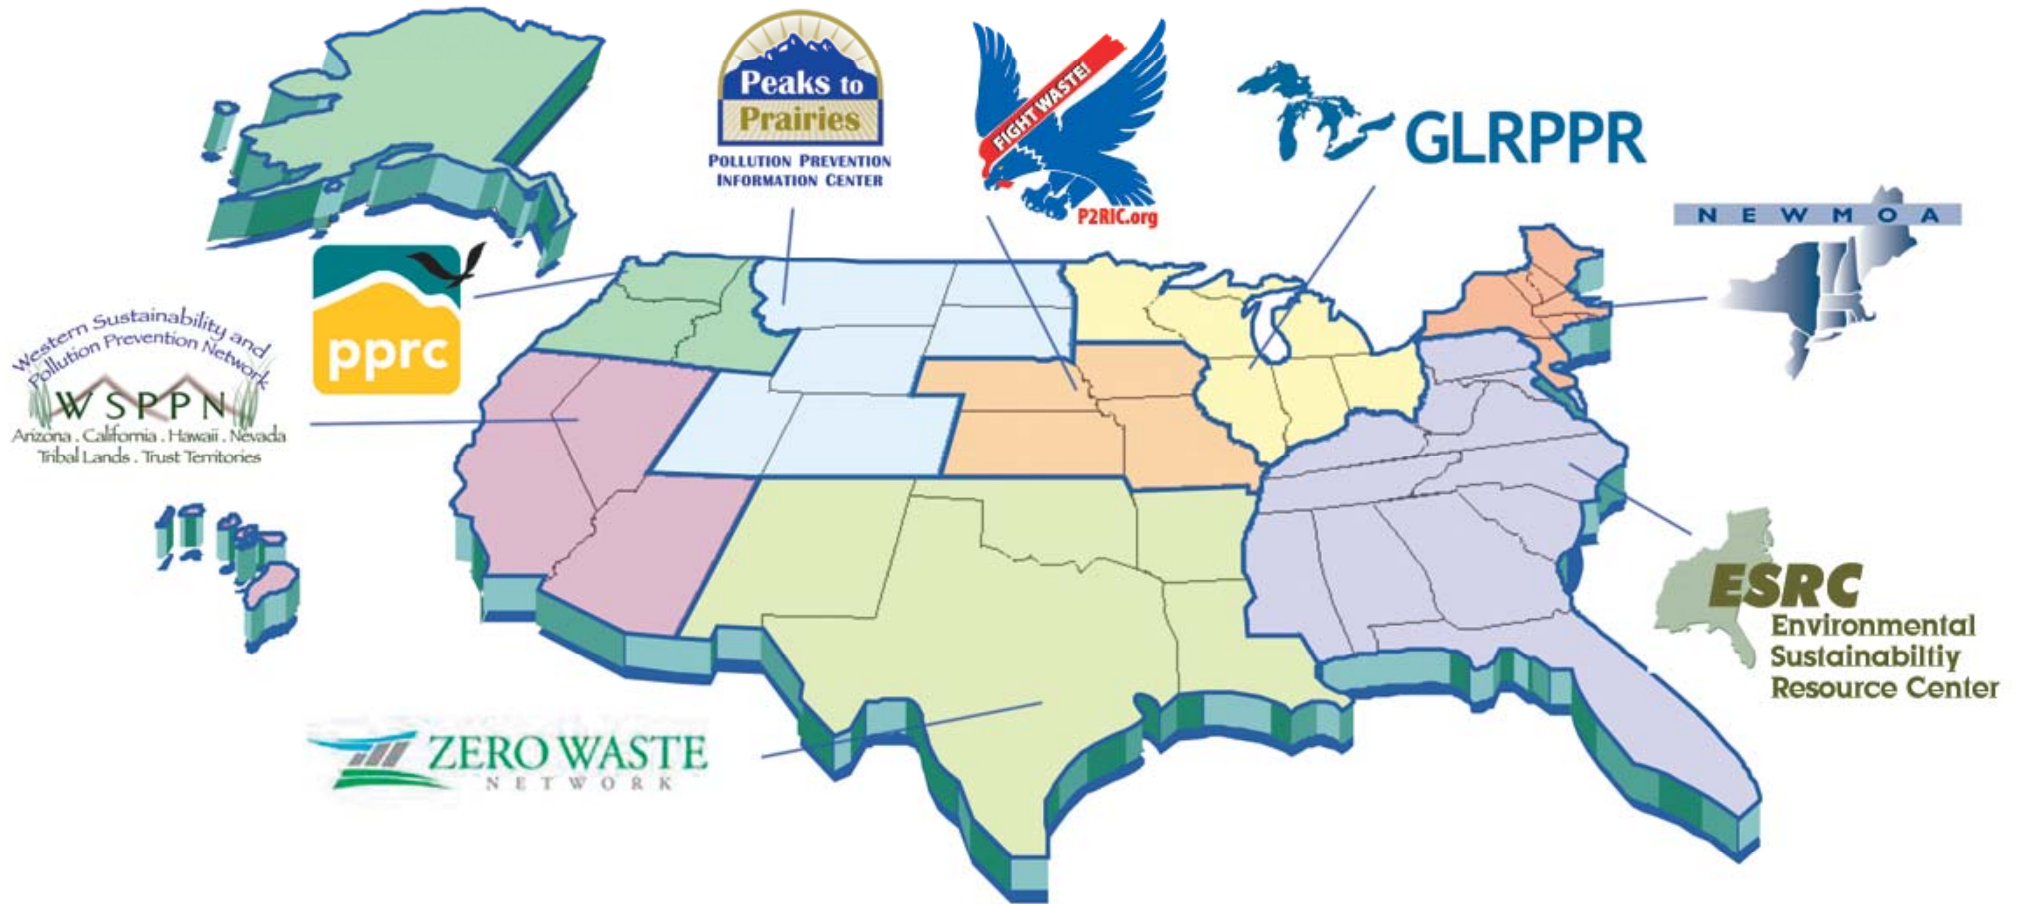 Peaks to
Prairies
POLLUTION PREVENTION
INFORMATION CENTER
FIGHT WASTE!
P2RIC.org
GLRPPR
NEWMOA
pprc
Western Sustainability and
Pollution Prevention Network
WSPPN
Arizona . California . Hawaii . Nevada
Tribal Lands . Trust Territories
ESRC
Environmental
Sustainabiltiy
Resource Center
ZERO WASTE
NETWORK